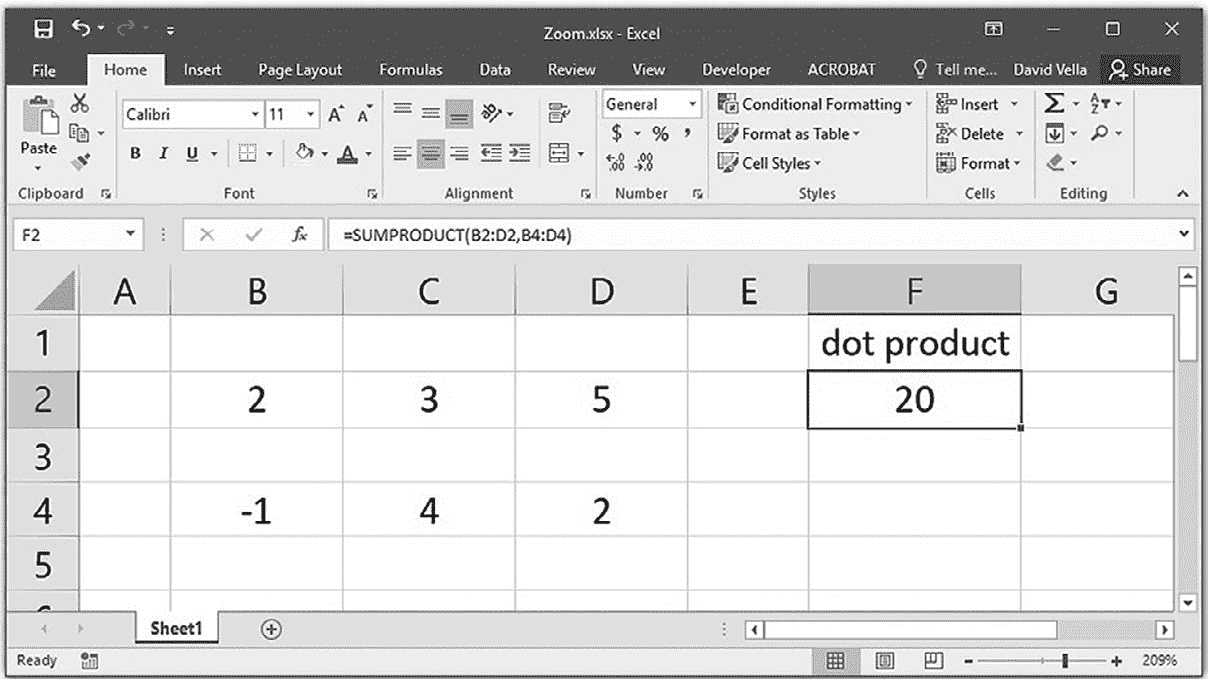 Zoom.xlsx - Excel
File Home Insert Page Layout Formulas Data Review View Developer ACROBAT Tell me... David Vella Share
Calibri 11 General Conditional Formatting Insert Σ A Z
Paste B I U A $ % , Format as Table Delete
.00 .00 Cell Styles Format
Clipboard Font Alignment Number Styles Cells Editing
F2 fx =SUMPRODUCT(B2:D2,B4:D4)
A B C D E F G
1 dot product
2 2 3 5 20
3
4 -1 4 2
5
Sheet1
Ready 209%